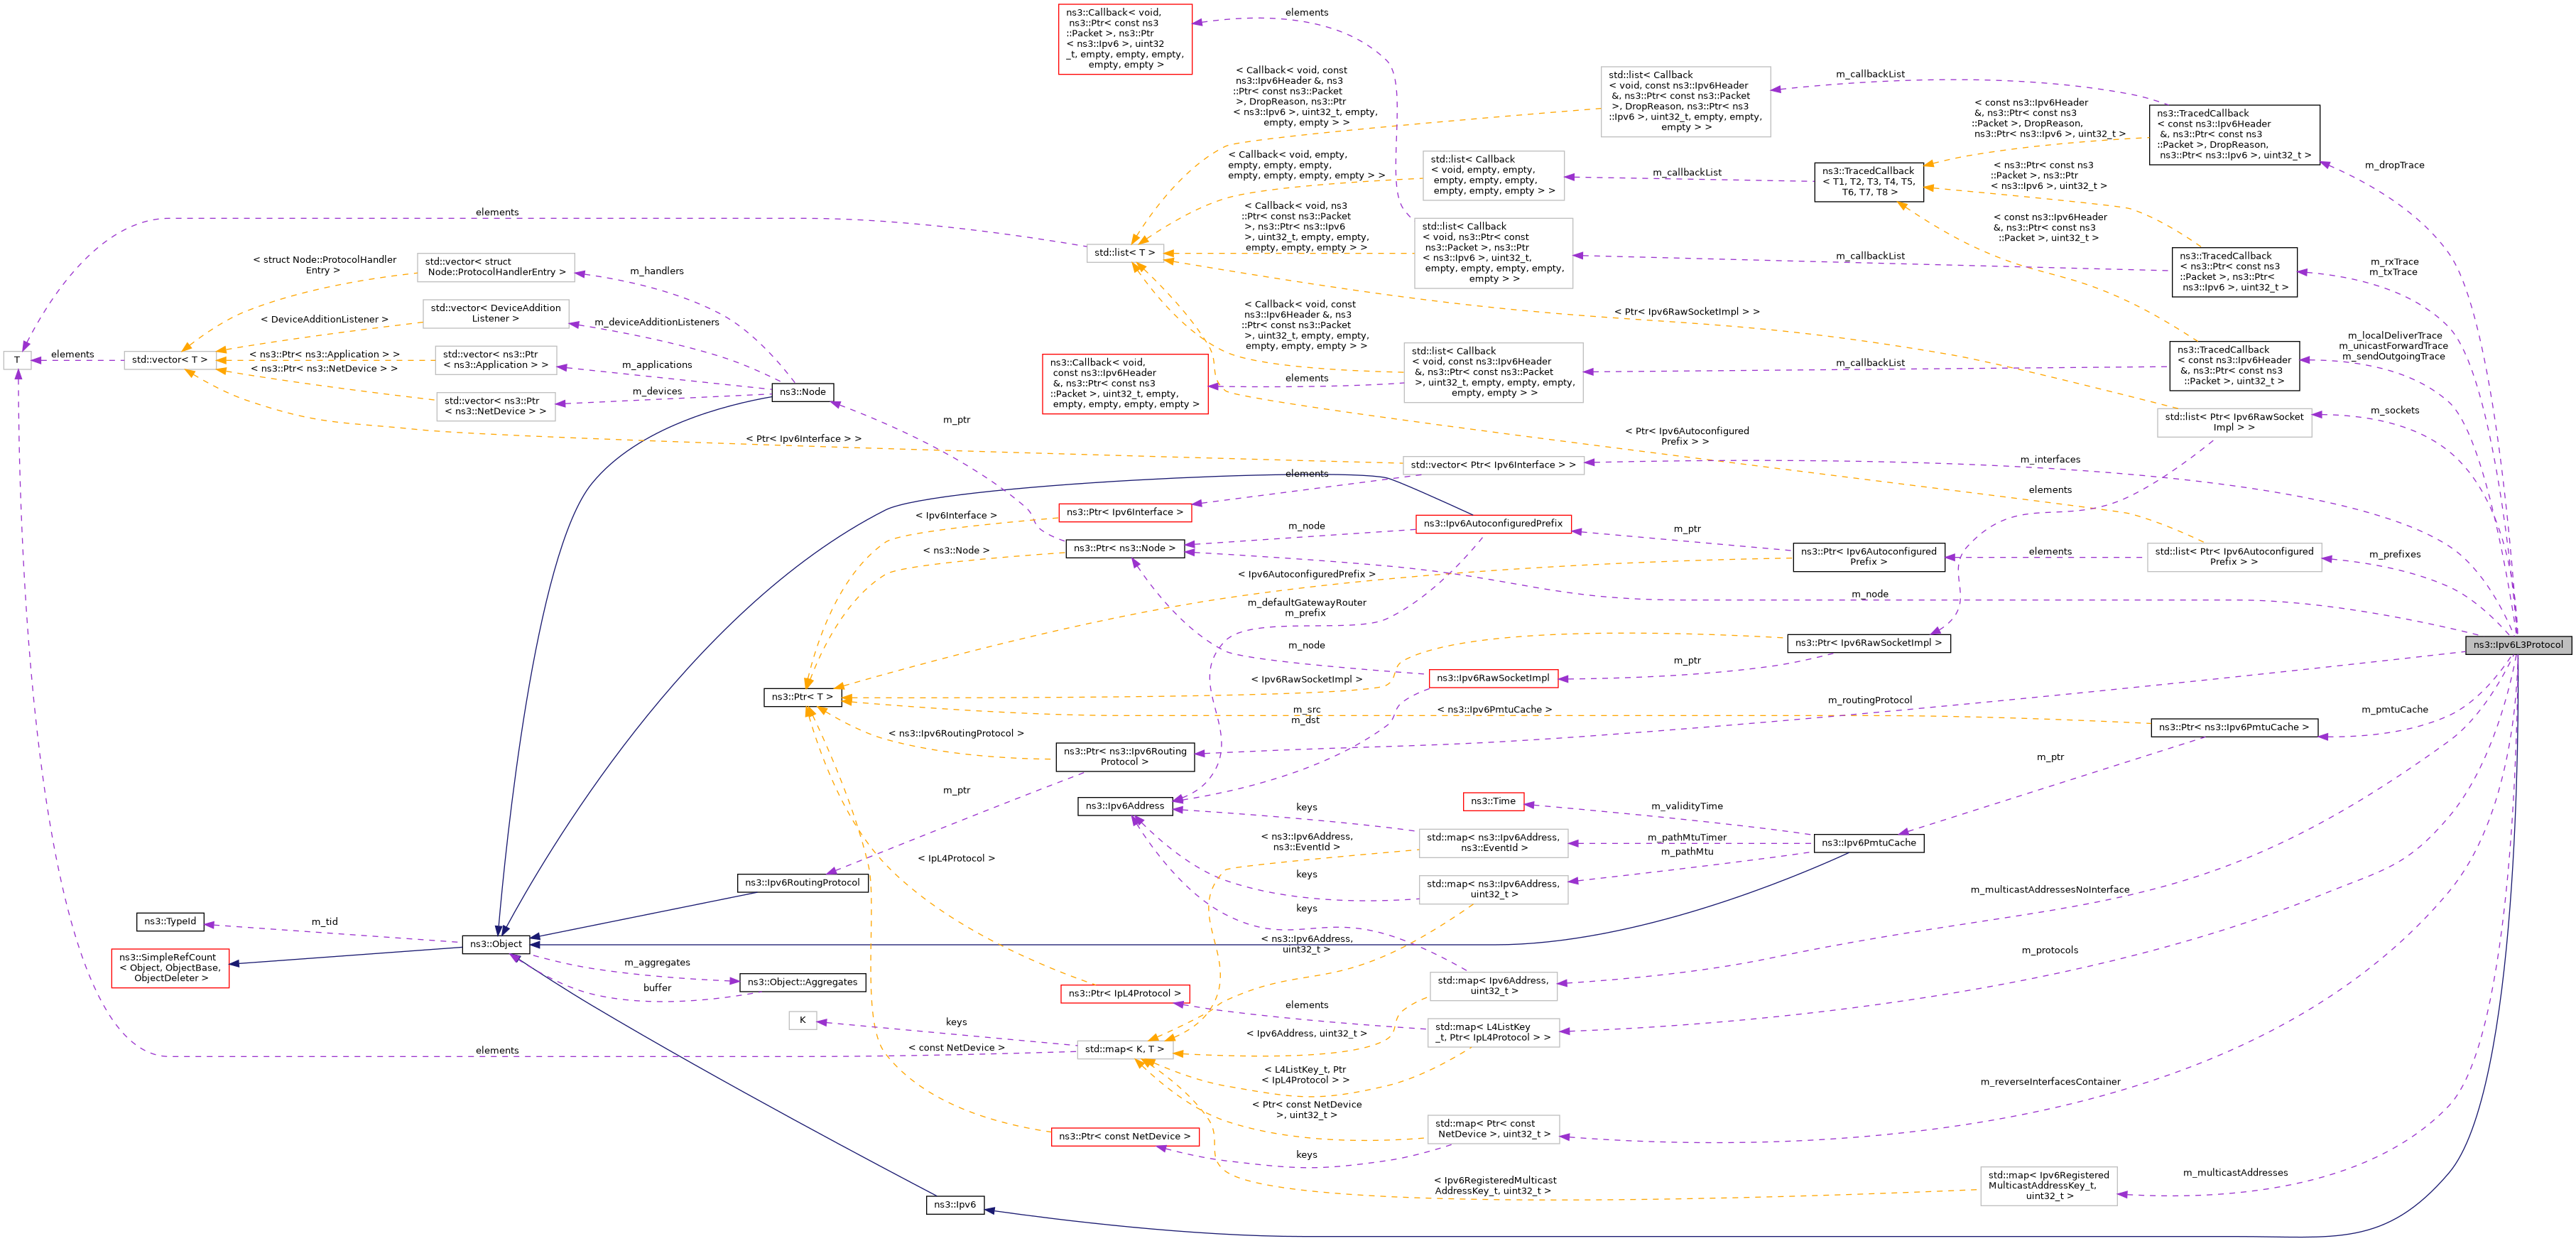 ns3::Callback< void,
ns3::Ptr< const ns3
::Packet >, ns3::Ptr
< ns3::Ipv6 >, uint32
_t, empty, empty, empty,
empty, empty >
elements
< Callback< void, const
ns3::Ipv6Header &, ns3
::Ptr< const ns3::Packet
>, DropReason, ns3::Ptr
< ns3::Ipv6 >, uint32_t, empty,
empty, empty > >
std::list< Callback
< void, const ns3::Ipv6Header
&, ns3::Ptr< const ns3::Packet
>, DropReason, ns3::Ptr< ns3
::Ipv6 >, uint32_t, empty, empty,
empty > >
m_callbackList
< const ns3::Ipv6Header
&, ns3::Ptr< const ns3
::Packet >, DropReason,
ns3::Ptr< ns3::Ipv6 >, uint32_t >
ns3::TracedCallback
< const ns3::Ipv6Header
&, ns3::Ptr< const ns3
::Packet >, DropReason,
ns3::Ptr< ns3::Ipv6 >, uint32_t >
m_dropTrace
< Callback< void, empty,
empty, empty, empty,
empty, empty, empty, empty > >
std::list< Callback
< void, empty, empty,
empty, empty, empty,
empty, empty, empty > >
m_callbackList
ns3::TracedCallback
< T1, T2, T3, T4, T5,
T6, T7, T8 >
< ns3::Ptr< const ns3
::Packet >, ns3::Ptr
< ns3::Ipv6 >, uint32_t >
elements
< Callback< void, ns3
::Ptr< const ns3::Packet
>, ns3::Ptr< ns3::Ipv6
>, uint32_t, empty, empty,
empty, empty, empty > >
std::list< Callback
< void, ns3::Ptr< const
ns3::Packet >, ns3::Ptr
< ns3::Ipv6 >, uint32_t,
empty, empty, empty, empty,
empty > >
m_callbackList
< const ns3::Ipv6Header
&, ns3::Ptr< const ns3
::Packet >, uint32_t >
ns3::TracedCallback
< ns3::Ptr< const ns3
::Packet >, ns3::Ptr<
ns3::Ipv6 >, uint32_t >
m_rxTrace
m_txTrace
std::list< T >
< struct Node::ProtocolHandler
Entry >
std::vector< struct
Node::ProtocolHandlerEntry >
m_handlers
< DeviceAdditionListener >
std::vector< DeviceAddition
Listener >
m_deviceAdditionListeners
T
elements
std::vector< T >
< ns3::Ptr< ns3::Application > >
< ns3::Ptr< ns3::NetDevice > >
std::vector< ns3::Ptr
< ns3::Application > >
m_applications
std::vector< ns3::Ptr
< ns3::NetDevice > >
m_devices
ns3::Node
< Callback< void, const
ns3::Ipv6Header &, ns3
::Ptr< const ns3::Packet
>, uint32_t, empty, empty,
empty, empty, empty > >
< Ptr< Ipv6RawSocketImpl > >
ns3::Callback< void,
const ns3::Ipv6Header
&, ns3::Ptr< const ns3
::Packet >, uint32_t, empty,
empty, empty, empty, empty >
elements
std::list< Callback
< void, const ns3::Ipv6Header
&, ns3::Ptr< const ns3::Packet
>, uint32_t, empty, empty, empty,
empty, empty > >
m_callbackList
ns3::TracedCallback
< const ns3::Ipv6Header
&, ns3::Ptr< const ns3
::Packet >, uint32_t >
m_localDeliverTrace
m_unicastForwardTrace
m_sendOutgoingTrace
std::list< Ptr< Ipv6RawSocket
Impl > >
m_sockets
m_ptr
< Ptr< Ipv6Interface > >
< Ptr< Ipv6Autoconfigured
Prefix > >
std::vector< Ptr< Ipv6Interface > >
m_interfaces
elements
elements
< Ipv6Interface >
ns3::Ptr< Ipv6Interface >
ns3::Ipv6AutoconfiguredPrefix
m_node
m_ptr
< ns3::Node >
ns3::Ptr< ns3::Node >
ns3::Ptr< Ipv6Autoconfigured
Prefix >
elements
std::list< Ptr< Ipv6Autoconfigured
Prefix > >
m_prefixes
< Ipv6AutoconfiguredPrefix >
m_node
m_defaultGatewayRouter
m_prefix
m_node
ns3::Ptr< Ipv6RawSocketImpl >
ns3::Ipv6L3Protocol
m_ptr
ns3::Ipv6RawSocketImpl
< Ipv6RawSocketImpl >
ns3::Ptr< T >
m_src
m_dst
< ns3::Ipv6PmtuCache >
m_routingProtocol
m_pmtuCache
ns3::Ptr< ns3::Ipv6PmtuCache >
< ns3::Ipv6RoutingProtocol >
ns3::Ptr< ns3::Ipv6Routing
Protocol >
m_ptr
m_ptr
ns3::Ipv6Address
keys
ns3::Time
m_validityTime
< ns3::Ipv6Address,
ns3::EventId >
std::map< ns3::Ipv6Address,
ns3::EventId >
m_pathMtuTimer
m_pathMtu
ns3::Ipv6PmtuCache
< IpL4Protocol >
keys
std::map< ns3::Ipv6Address,
uint32_t >
ns3::Ipv6RoutingProtocol
keys
m_multicastAddressesNoInterface
ns3::TypeId
m_tid
ns3::Object
< ns3::Ipv6Address,
uint32_t >
m_protocols
ns3::SimpleRefCount
< Object, ObjectBase,
ObjectDeleter >
m_aggregates
buffer
ns3::Object::Aggregates
ns3::Ptr< IpL4Protocol >
elements
std::map< Ipv6Address,
uint32_t >
K
keys
< Ipv6Address, uint32_t >
std::map< L4ListKey
_t, Ptr< IpL4Protocol > >
elements
< const NetDevice >
std::map< K, T >
< L4ListKey_t, Ptr
< IpL4Protocol > >
m_reverseInterfacesContainer
< Ptr< const NetDevice
>, uint32_t >
std::map< Ptr< const
NetDevice >, uint32_t >
ns3::Ptr< const NetDevice >
keys
< Ipv6RegisteredMulticast
AddressKey_t, uint32_t >
std::map< Ipv6Registered
MulticastAddressKey_t,
uint32_t >
m_multicastAddresses
ns3::Ipv6